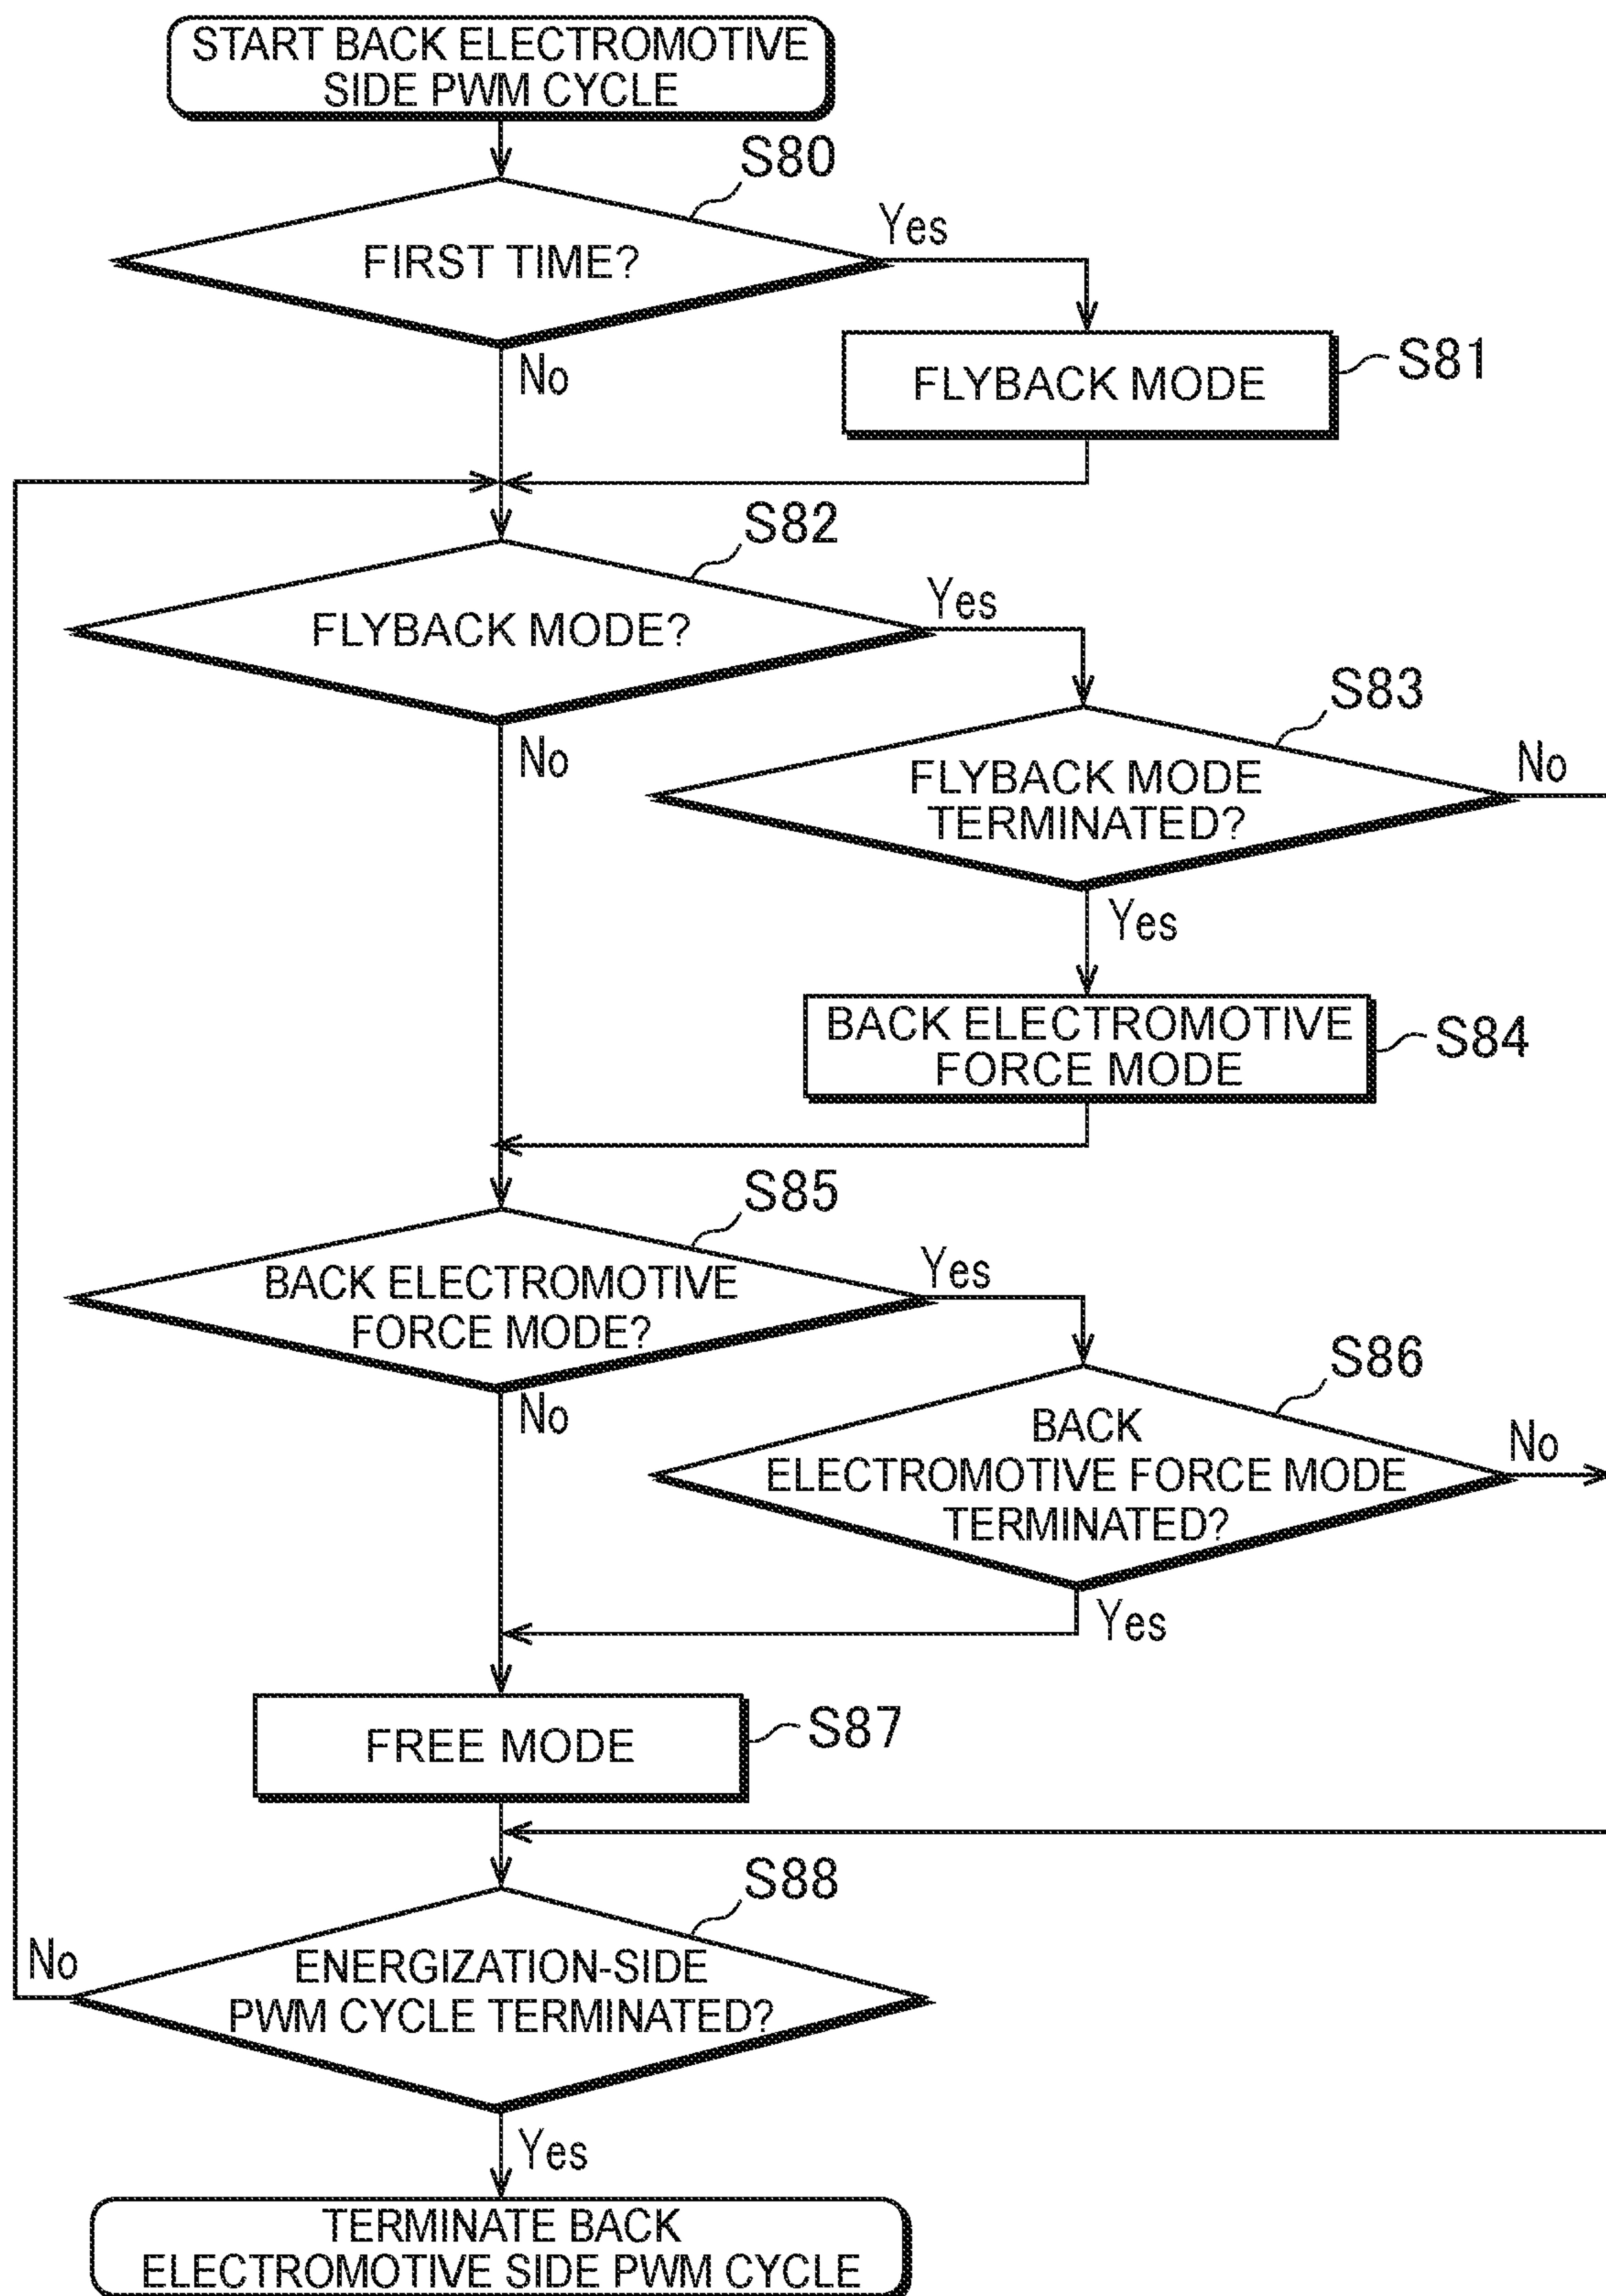 START BACK ELECTROMOTIVE
SIDE PWM CYCLE
S80
FIRST TIME?
Yes
No
FLYBACK MODE
S81
S82
FLYBACK MODE?
Yes
No
S83
FLYBACK MODE
TERMINATED?
No
Yes
BACK ELECTROMOTIVE
FORCE MODE
S84
S85
BACK ELECTROMOTIVE
FORCE MODE?
Yes
No
S86
BACK
ELECTROMOTIVE FORCE MODE
TERMINATED?
No
Yes
FREE MODE
S87
S88
ENERGIZATION-SIDE
PWM CYCLE TERMINATED?
No
Yes
TERMINATE BACK
ELECTROMOTIVE SIDE PWM CYCLE